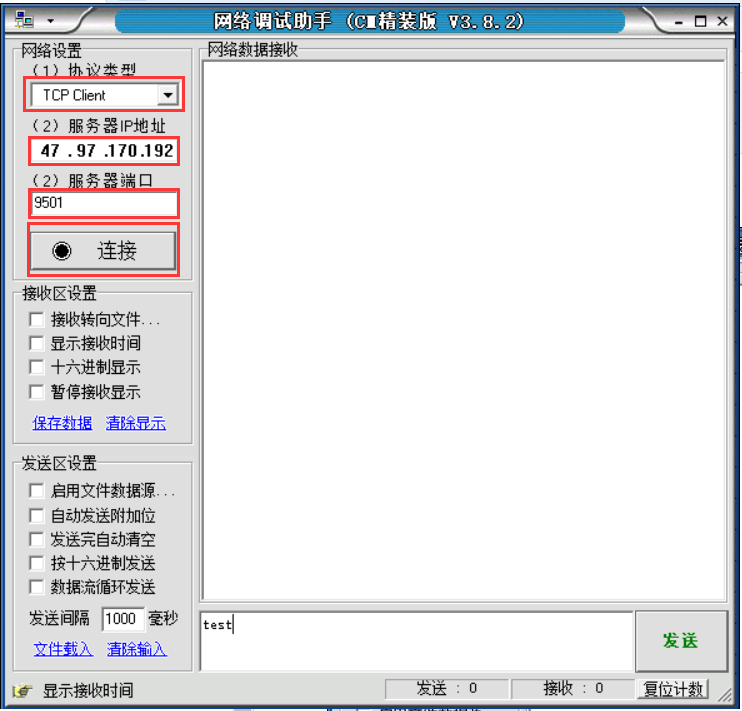 网络调试助手 (CⅡ精装版 V3.8.2)
网络设置
(1) 协议类型
TCP Client
(2) 服务器IP地址
47 . 97 .170.192
(2) 服务器端口
9501
连接
接收区设置
接收转向文件...
显示接收时间
十六进制显示
暂停接收显示
保存数据 清除显示
发送区设置
启用文件数据源...
自动发送附加位
发送完自动清空
按十六进制发送
数据流循环发送
发送间隔 1000 毫秒
文件载入 清除输入
网络数据接收
test
发送
显示接收时间
发送 : 0
接收 : 0
复位计数